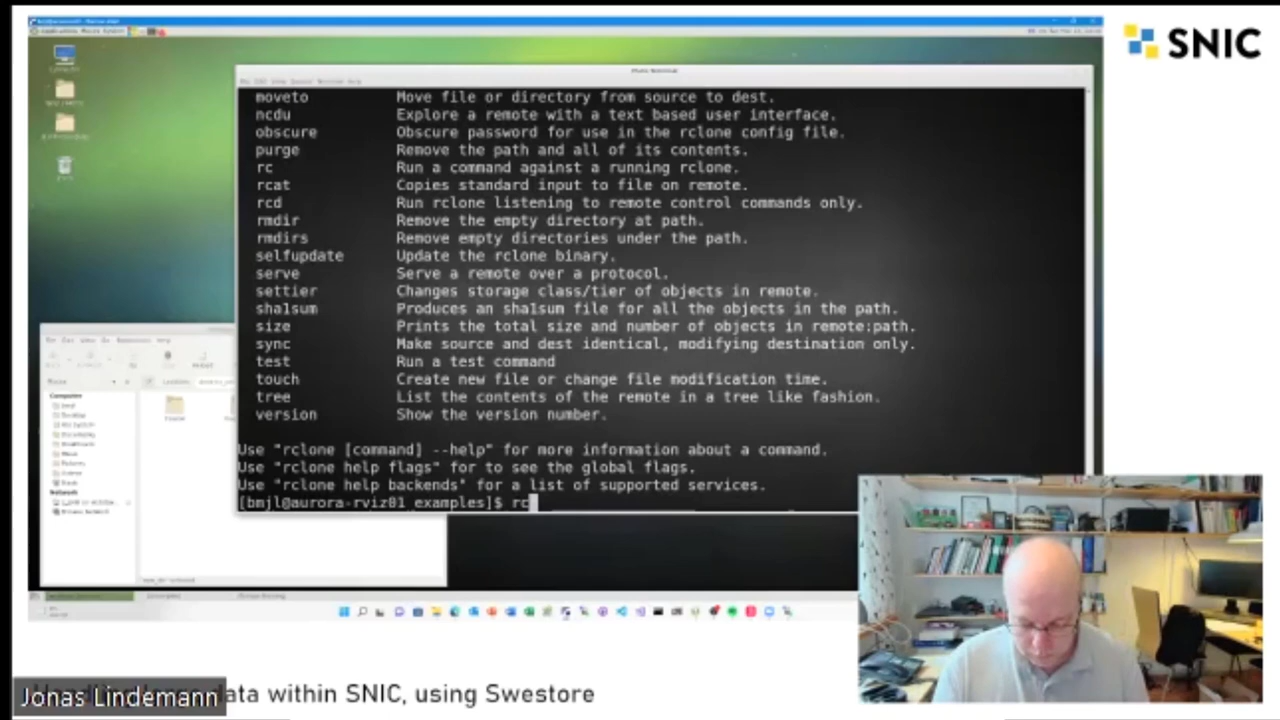 SNIC
moveto Move file or directory from source to dest.
ncdu Explore a remote with a text based user interface.
obscure Obscure password for use in the rclone config file.
purge Remove the path and all of its contents.
rc Run a command against a running rclone.
rcat Copies standard input to file on remote.
rcd Run rclone listening to remote control commands only.
rmdir Remove the empty directory at path.
rmdirs Remove empty directories under the path.
selfupdate Update the rclone binary.
serve Serve a remote over a protocol.
settier Changes storage class/tier of objects in remote.
sha1sum Produces an sha1sum file for all the objects in the path.
size Prints the total size and number of objects in remote:path.
sync Make source and dest identical, modifying destination only.
test Run a test command
touch Create new file or change file modification time.
tree List the contents of the remote in a tree like fashion.
version Show the version number.
Use "rclone [command] --help" for more information about a command.
Use "rclone help flags" for to see the global flags.
Use "rclone help backends" for a list of supported services.
[bmjl@aurora-rviz01 examples]$ rc
Computer
Network
Jonas Lindemann
data within SNIC, using Swestore